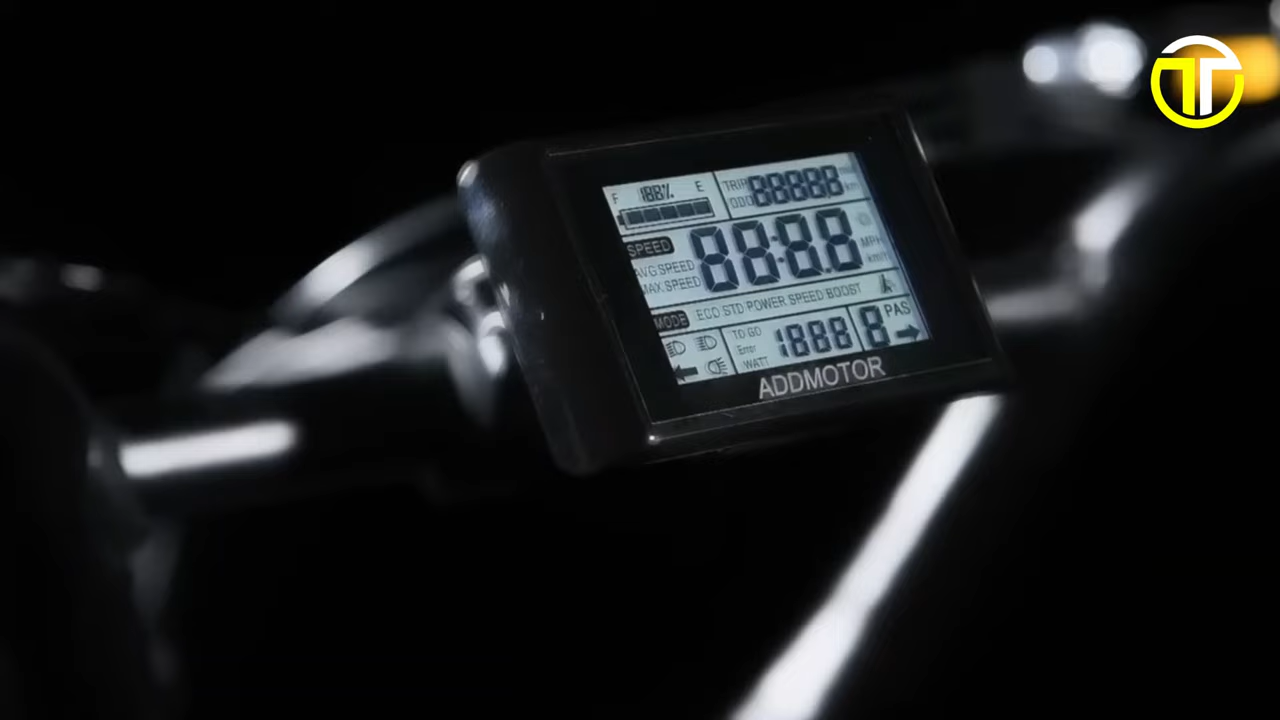 F 188% E
TRIP 88888 km
ODO
SPEED 88:8.8 MPH
AVG SPEED km/h
MAX SPEED
MODE ECO STD POWER SPEED BOOST
TO GO 1888 8 PAS
Error
WATT
ADDMOTOR